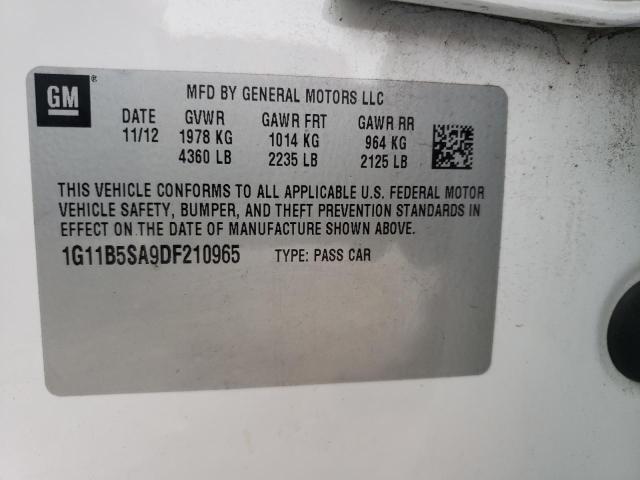 GM ®
MFD BY GENERAL MOTORS LLC
DATE GVWR GAWR FRT GAWR RR
11/12 1978 KG 1014 KG 964 KG
4360 LB 2235 LB 2125 LB
THIS VEHICLE CONFORMS TO ALL APPLICABLE U.S. FEDERAL MOTOR
VEHICLE SAFETY, BUMPER, AND THEFT PREVENTION STANDARDS IN
EFFECT ON THE DATE OF MANUFACTURE SHOWN ABOVE.
1G11B5SA9DF210965 TYPE: PASS CAR